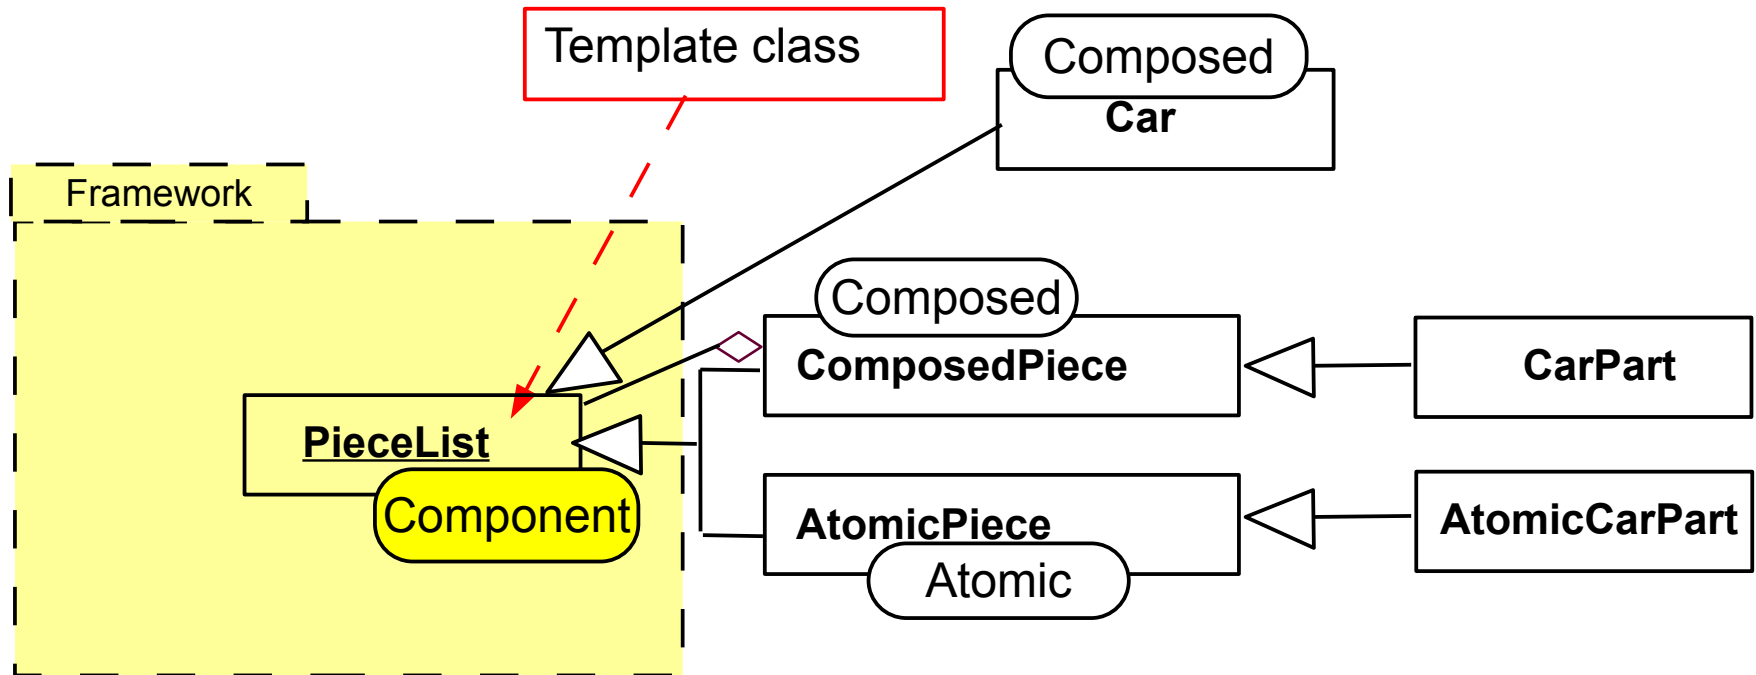 Template class
Composed
Car
Framework
Composed
ComposedPiece
CarPart
PieceList
Component
AtomicPiece
AtomicCarPart
Atomic